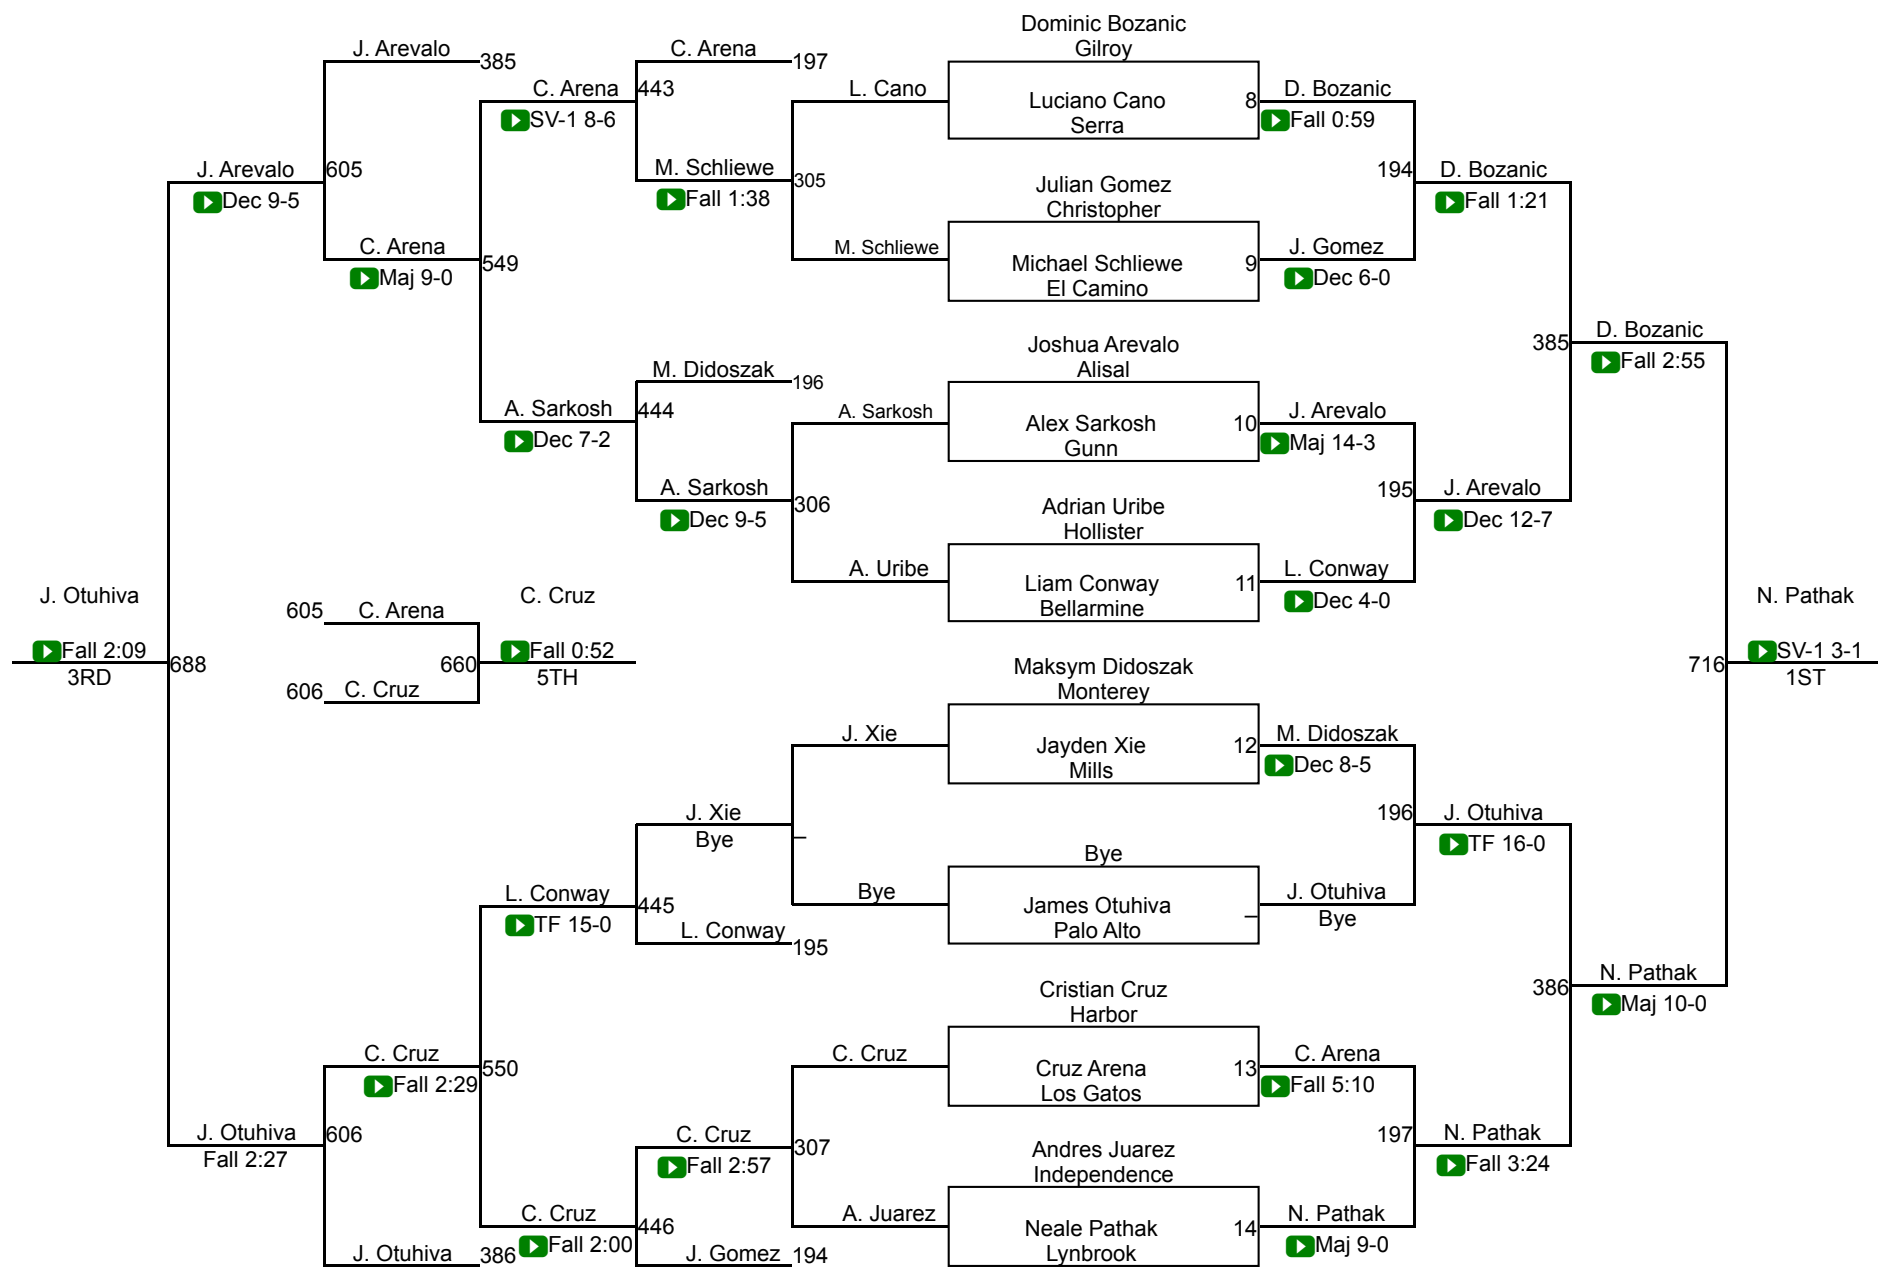 Dominic Bozanic
Gilroy
J. Arevalo
385
C. Arena
197
C. Arena
443
SV-1 8-6
L. Cano
Luciano Cano
Serra
8
D. Bozanic
Fall 0:59
J. Arevalo
605
Dec 9-5
M. Schliewe
305
Fall 1:38
Julian Gomez
Christopher
194
D. Bozanic
Fall 1:21
C. Arena
549
Maj 9-0
M. Schliewe
Michael Schliewe
El Camino
9
J. Gomez
Dec 6-0
Joshua Arevalo
Alisal
385
D. Bozanic
Fall 2:55
M. Didoszak
196
A. Sarkosh
444
Dec 7-2
A. Sarkosh
Alex Sarkosh
Gunn
10
J. Arevalo
Maj 14-3
A. Sarkosh
306
Dec 9-5
Adrian Uribe
Hollister
195
J. Arevalo
Dec 12-7
A. Uribe
Liam Conway
Bellarmine
11
L. Conway
Dec 4-0
J. Otuhiva
605
C. Arena
C. Cruz
N. Pathak
Fall 2:09
3RD
688
660
Fall 0:52
5TH
606
C. Cruz
Maksym Didoszak
Monterey
716
SV-1 3-1
1ST
J. Xie
Jayden Xie
Mills
12
M. Didoszak
Dec 8-5
J. Xie
Bye
–
196
J. Otuhiva
TF 16-0
Bye
L. Conway
445
TF 15-0
Bye
James Otuhiva
Palo Alto
–
J. Otuhiva
Bye
L. Conway
195
Cristian Cruz
Harbor
386
N. Pathak
Maj 10-0
C. Cruz
550
Fall 2:29
C. Cruz
Cruz Arena
Los Gatos
13
C. Arena
Fall 5:10
J. Otuhiva
606
Fall 2:27
C. Cruz
307
Fall 2:57
Andres Juarez
Independence
197
N. Pathak
Fall 3:24
C. Cruz
446
Fall 2:00
A. Juarez
Neale Pathak
Lynbrook
14
N. Pathak
Maj 9-0
J. Otuhiva
386
J. Gomez
194